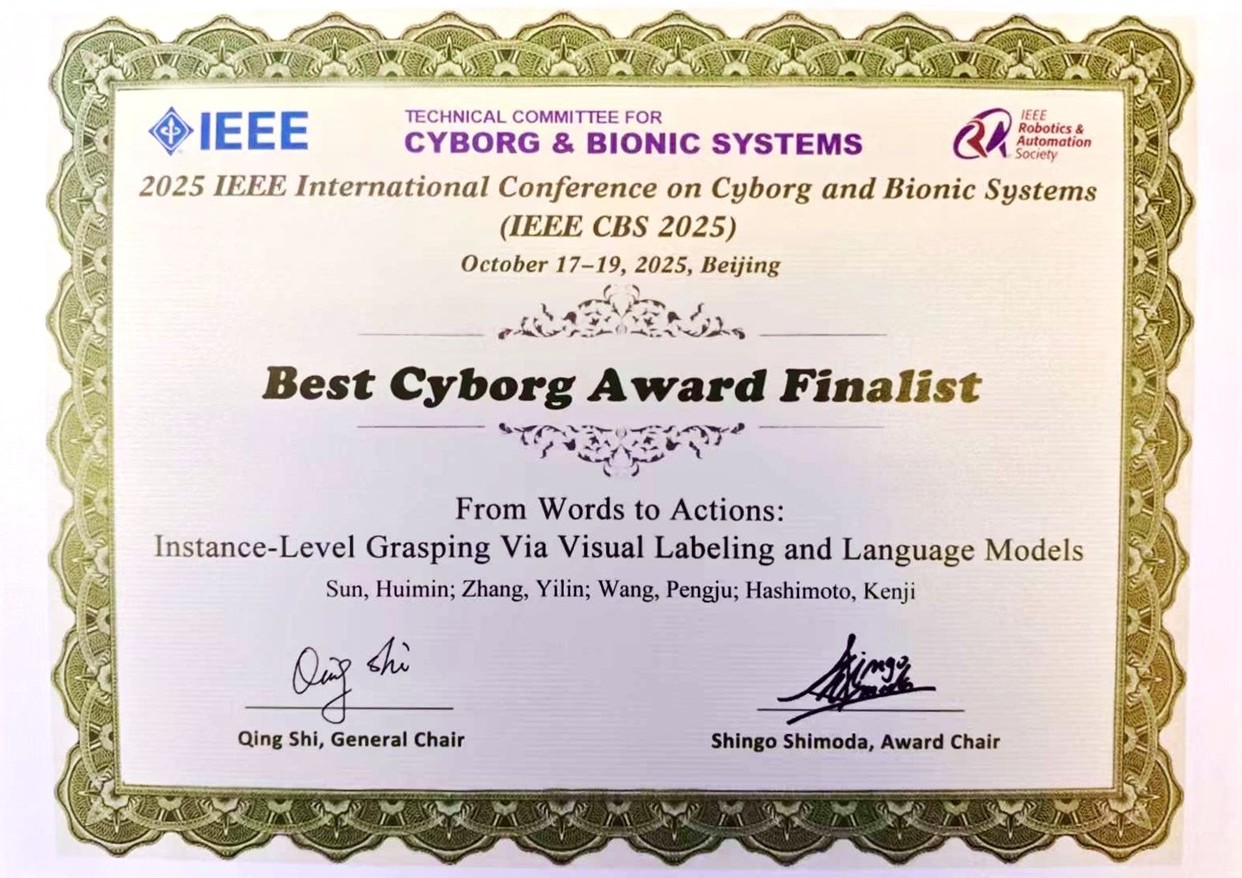 IEEE
TECHNICAL COMMITTEE FOR
CYBORG & BIONIC SYSTEMS
IEEE
Robotics &
Automation
Society
2025 IEEE International Conference on Cyborg and Bionic Systems
(IEEE CBS 2025)
October 17–19, 2025, Beijing
Best Cyborg Award Finalist
From Words to Actions:
Instance-Level Grasping Via Visual Labeling and Language Models
Sun, Huimin; Zhang, Yilin; Wang, Pengju; Hashimoto, Kenji
Qing Shi
Shingo Shimoda
Qing Shi, General Chair
Shingo Shimoda, Award Chair